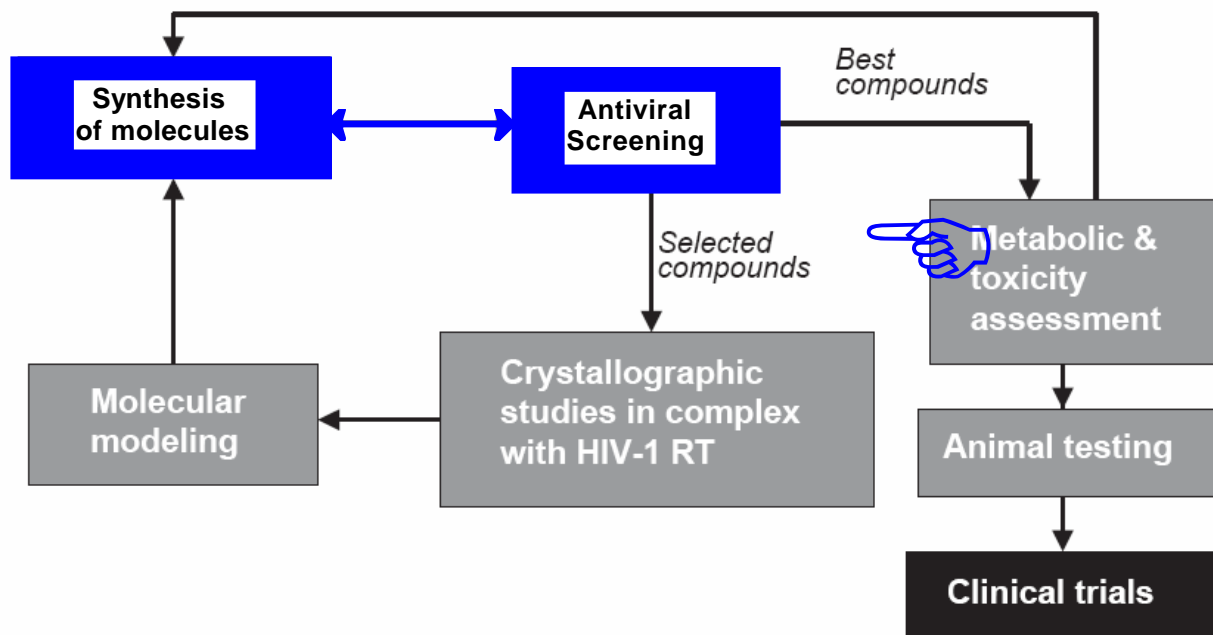 Synthesis
of molecules
Antiviral
Screening
Best
compounds
Selected
compounds
Metabolic &
toxicity
assessment
Molecular
modeling
Crystallographic
studies in complex
with HIV-1 RT
Animal testing
Clinical trials